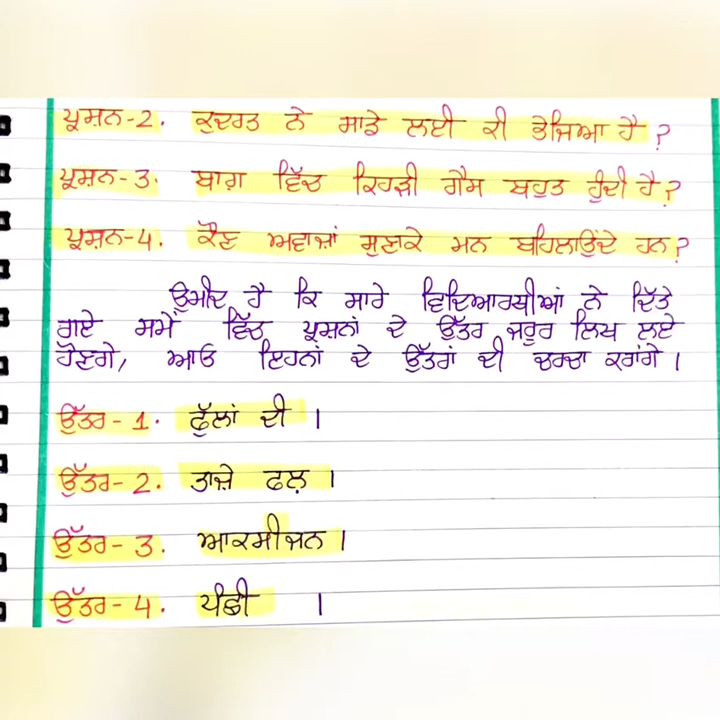 ਪ੍ਰਸ਼ਨ-2. ਕੁਦਰਤ ਨੇ ਸਾਡੇ ਲਈ ਕੀ ਭੇਜਿਆ ਹੈ ?
ਪ੍ਰਸ਼ਨ-3. ਬਾਗ਼ ਵਿੱਚ ਕਿਹੜੀ ਗੈਸ ਬਹੁਤ ਹੁੰਦੀ ਹੈ ?
ਪ੍ਰਸ਼ਨ-4. ਕੌਣ ਅਵਾਜ਼ਾਂ ਸੁਣਾਕੇ ਮਨ ਬਹਿਲਾਉਂਦੇ ਹਨ ?
ਉਮੀਦ ਹੈ ਕਿ ਸਾਰੇ ਵਿਦਿਆਰਥੀਆਂ ਨੇ ਦਿੱਤੇ
ਗਏ ਸਮੇਂ ਵਿੱਚ ਪ੍ਰਸ਼ਨਾਂ ਦੇ ਉੱਤਰ ਜ਼ਰੂਰ ਲਿਖ ਲਏ
ਹੋਣਗੇ, ਆਓ ਇਹਨਾਂ ਦੇ ਉੱਤਰਾਂ ਦੀ ਚਰਚਾ ਕਰਾਂਗੇ ।
ਉੱਤਰ-1. ਫੁੱਲਾਂ ਦੀ ।
ਉੱਤਰ-2. ਤਾਜ਼ੇ ਫਲ਼ ।
ਉੱਤਰ-3. ਆਕਸੀਜਨ ।
ਉੱਤਰ-4. ਪੰਛੀ ।